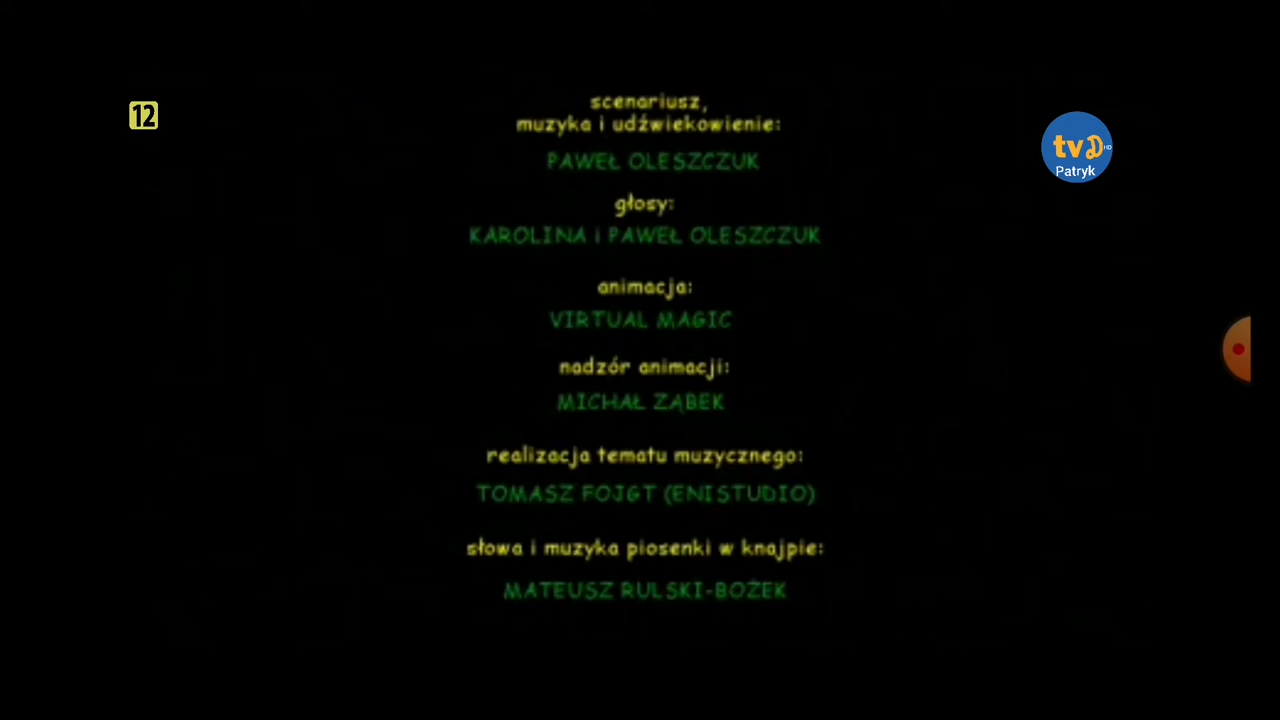 12
scenariusz,
muzyka i udźwiekowienie:
PAWEŁ OLESZCZUK
głosy:
KAROLINA i PAWEŁ OLESZCZUK
animacja:
VIRTUAL MAGIC
nadzór animacji:
MICHAŁ ZĄBEK
realizacja tematu muzycznego:
TOMASZ FOJGT (ENISTUDIO)
słowa i muzyka piosenki w knajpie:
MATEUSZ RULSKI-BOŻEK
tvD HD
Patryk